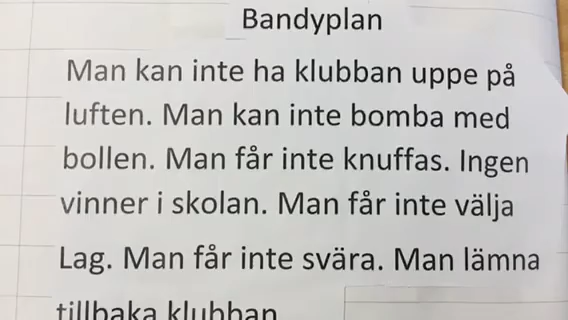 Bandyplan
Man kan inte ha klubban uppe på
luften. Man kan inte bomba med
bollen. Man får inte knuffas. Ingen
vinner i skolan. Man får inte välja
Lag. Man får inte svära. Man lämna
tillbaka klubban